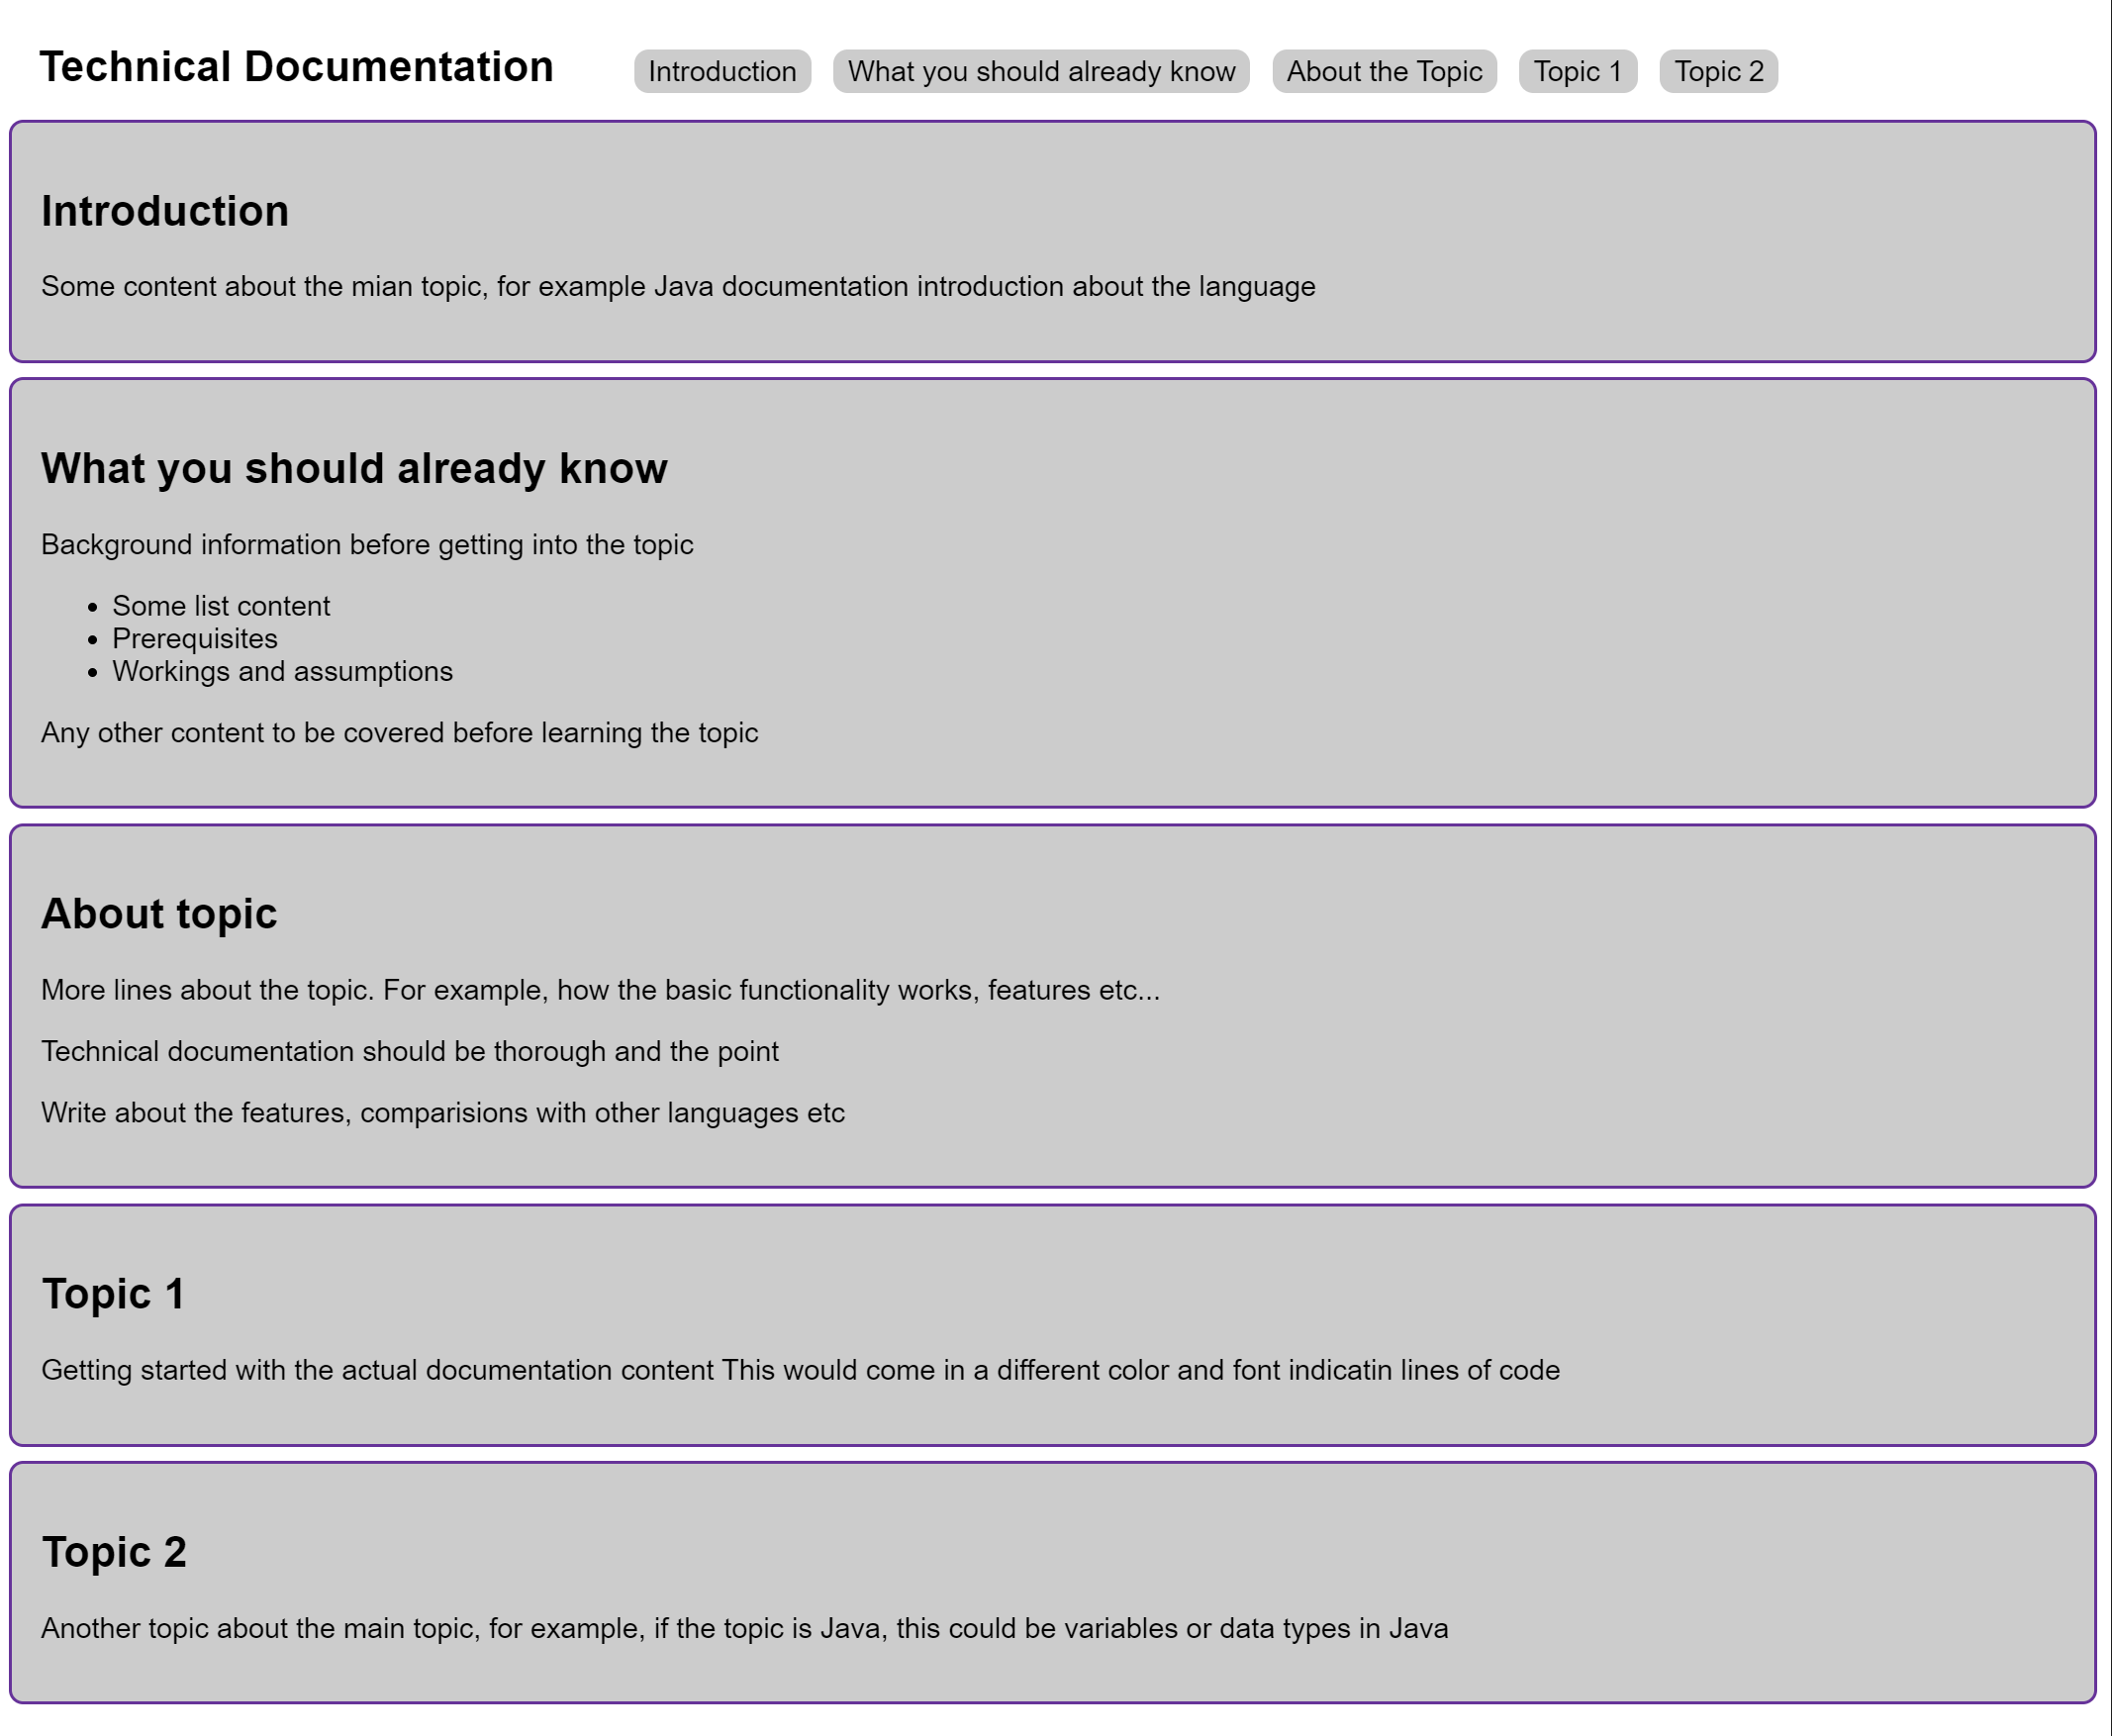 Technical Documentation
Introduction
What you should already know
About the Topic
Topic 1
Topic 2
Introduction
Some content about the mian topic, for example Java documentation introduction about the language
What you should already know
Background information before getting into the topic
• Some list content
• Prerequisites
• Workings and assumptions
Any other content to be covered before learning the topic
About topic
More lines about the topic. For example, how the basic functionality works, features etc...
Technical documentation should be thorough and the point
Write about the features, comparisions with other languages etc
Topic 1
Getting started with the actual documentation content This would come in a different color and font indicatin lines of code
Topic 2
Another topic about the main topic, for example, if the topic is Java, this could be variables or data types in Java